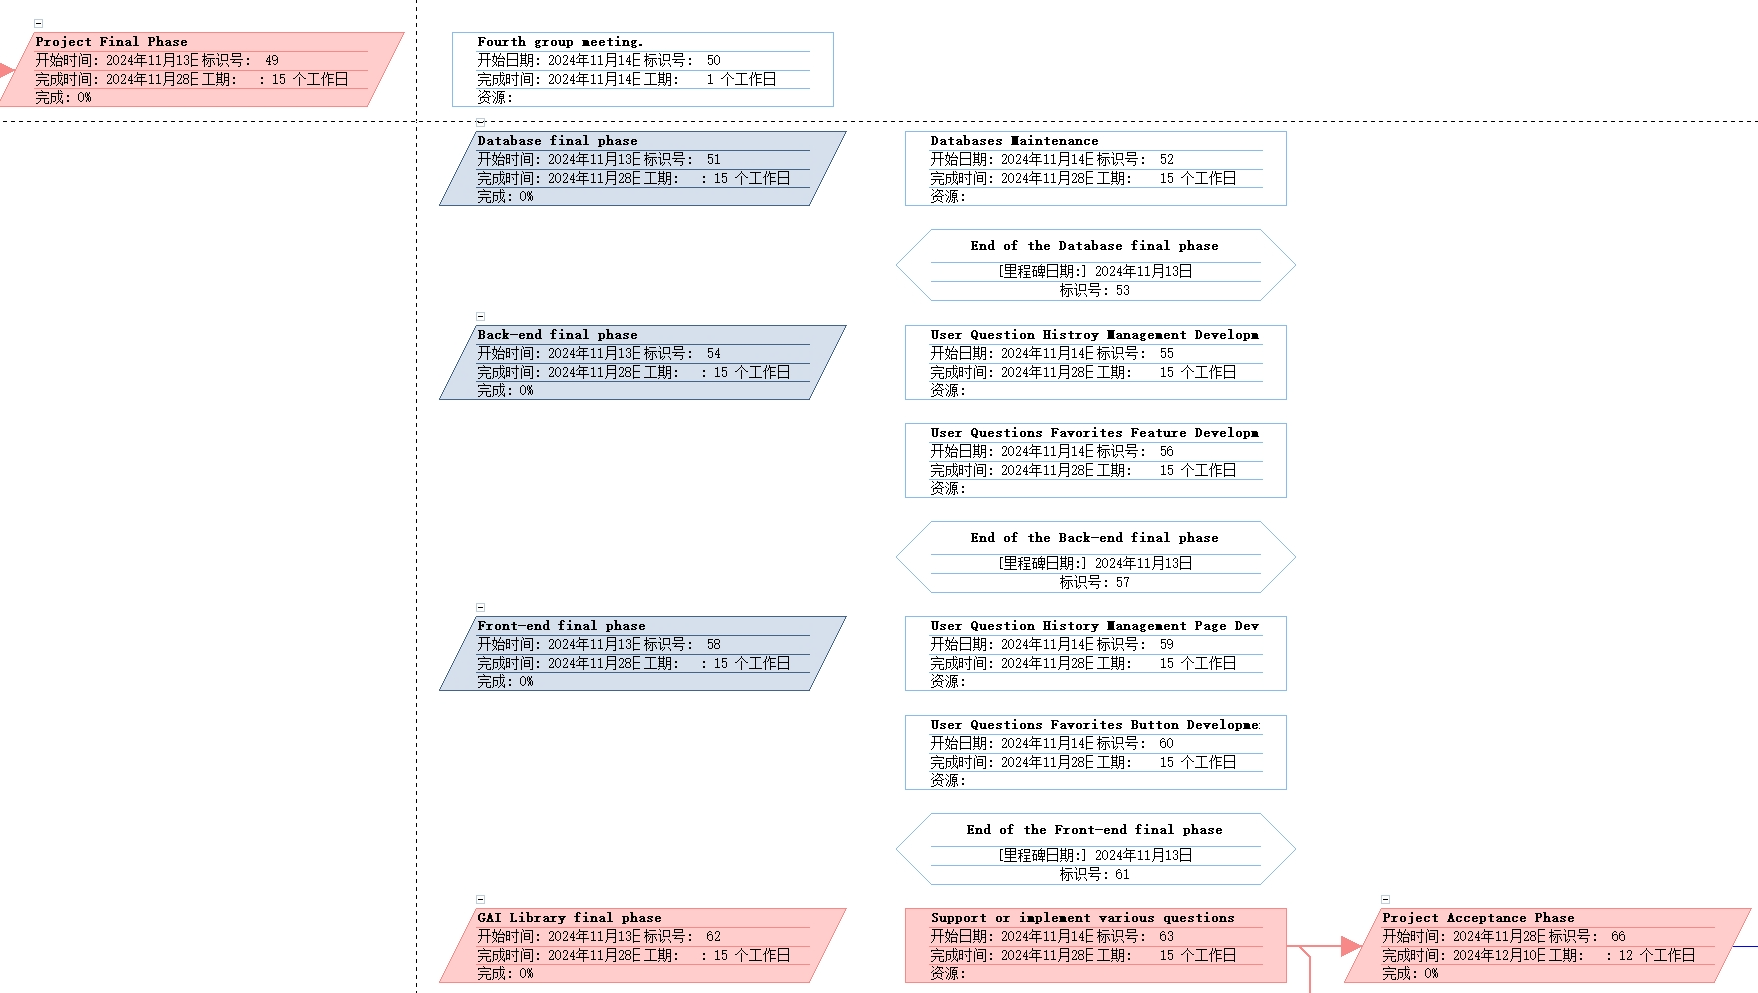 Project Final Phase
开始时间: 2024年11月13日 标识号: 49
完成时间: 2024年11月28日 工期: : 15 个工作日
完成: 0%
Fourth group meeting.
开始日期: 2024年11月14日 标识号: 50
完成时间: 2024年11月14日 工期: 1 个工作日
资源:
Database final phase
开始时间: 2024年11月13日 标识号: 51
完成时间: 2024年11月28日 工期: : 15 个工作日
完成: 0%
Databases Maintenance
开始日期: 2024年11月14日 标识号: 52
完成时间: 2024年11月28日 工期: 15 个工作日
资源:
End of the Database final phase
[里程碑日期:] 2024年11月13日
标识号: 53
Back-end final phase
开始时间: 2024年11月13日 标识号: 54
完成时间: 2024年11月28日 工期: : 15 个工作日
完成: 0%
User Question Histroy Management Developm
开始日期: 2024年11月14日 标识号: 55
完成时间: 2024年11月28日 工期: 15 个工作日
资源:
User Questions Favorites Feature Developm
开始日期: 2024年11月14日 标识号: 56
完成时间: 2024年11月28日 工期: 15 个工作日
资源:
End of the Back-end final phase
[里程碑日期:] 2024年11月13日
标识号: 57
Front-end final phase
开始时间: 2024年11月13日 标识号: 58
完成时间: 2024年11月28日 工期: : 15 个工作日
完成: 0%
User Question History Management Page Dev
开始日期: 2024年11月14日 标识号: 59
完成时间: 2024年11月28日 工期: 15 个工作日
资源:
User Questions Favorites Button Developme
开始日期: 2024年11月14日 标识号: 60
完成时间: 2024年11月28日 工期: 15 个工作日
资源:
End of the Front-end final phase
[里程碑日期:] 2024年11月13日
标识号: 61
GAI Library final phase
开始时间: 2024年11月13日 标识号: 62
完成时间: 2024年11月28日 工期: : 15 个工作日
完成: 0%
Support or implement various questions
开始日期: 2024年11月14日 标识号: 63
完成时间: 2024年11月28日 工期: 15 个工作日
资源:
Project Acceptance Phase
开始时间: 2024年11月28日 标识号: 66
完成时间: 2024年12月10日 工期: : 12 个工作日
完成: 0%